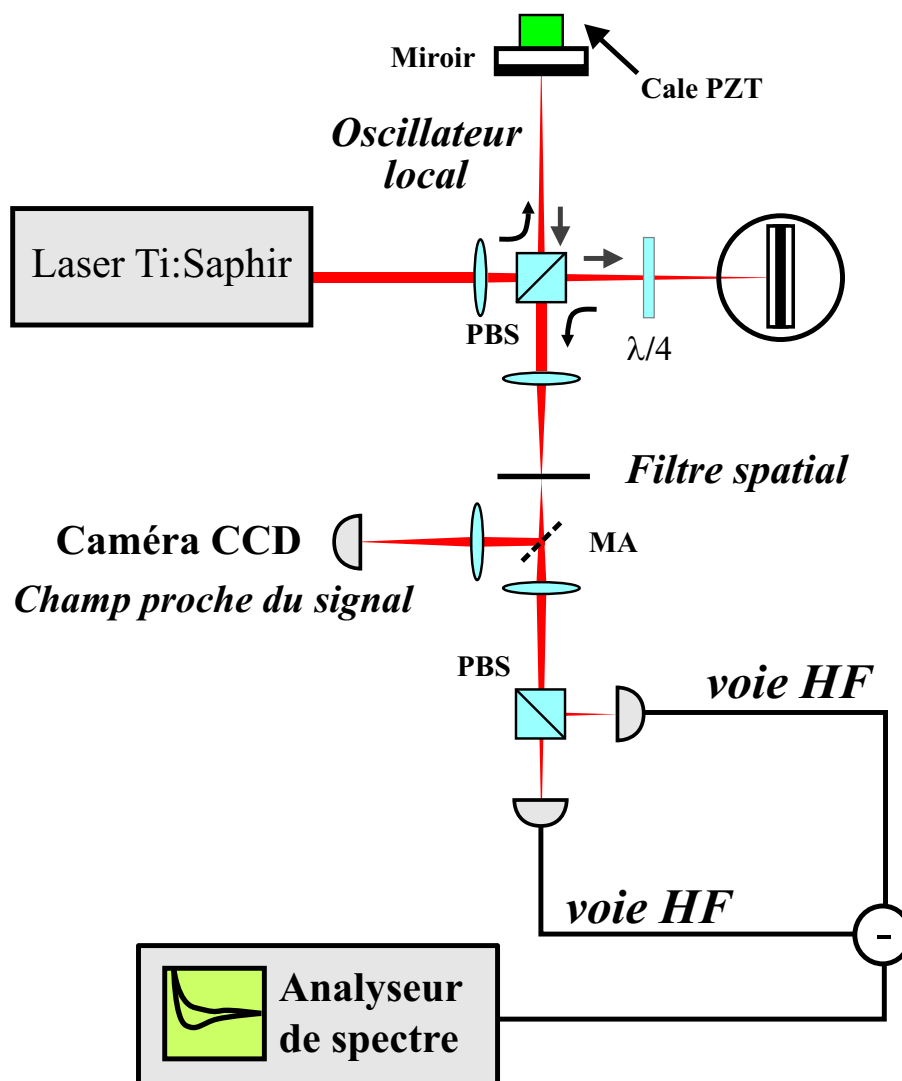 Miroir
Cale PZT
Oscillateur
local
Laser Ti:Saphir
PBS
λ/4
Filtre spatial
Caméra CCD
MA
Champ proche du signal
PBS
voie HF
voie HF
-
Analyseur
de spectre